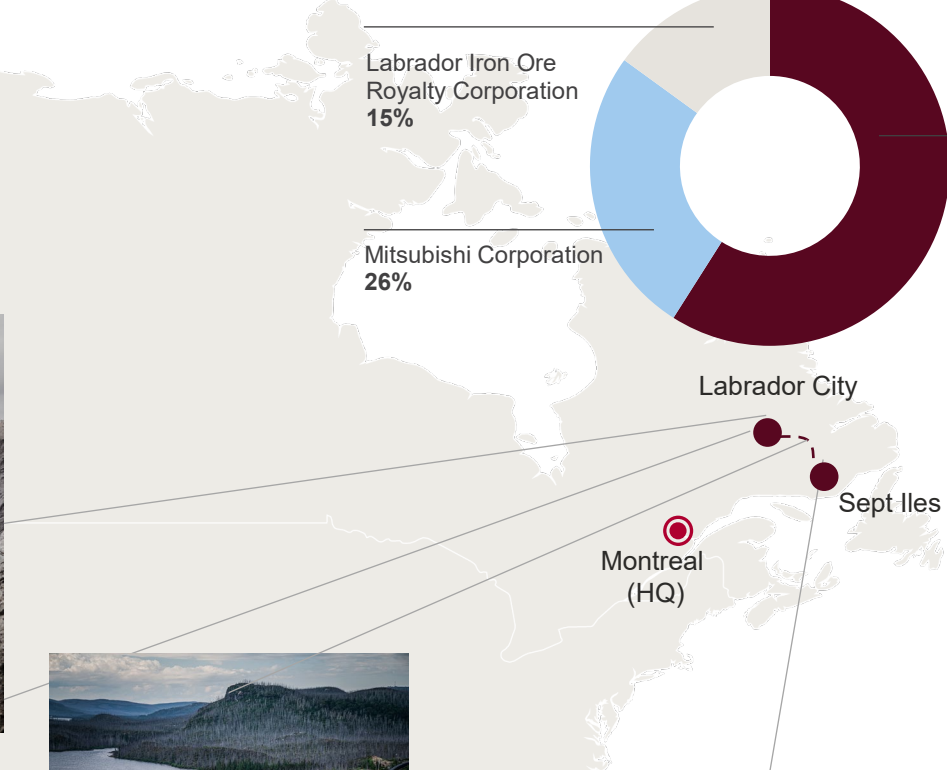 Labrador Iron Ore
Royalty Corporation
15%
Mitsubishi Corporation
26%
Labrador City
Sept Iles
Montreal
(HQ)